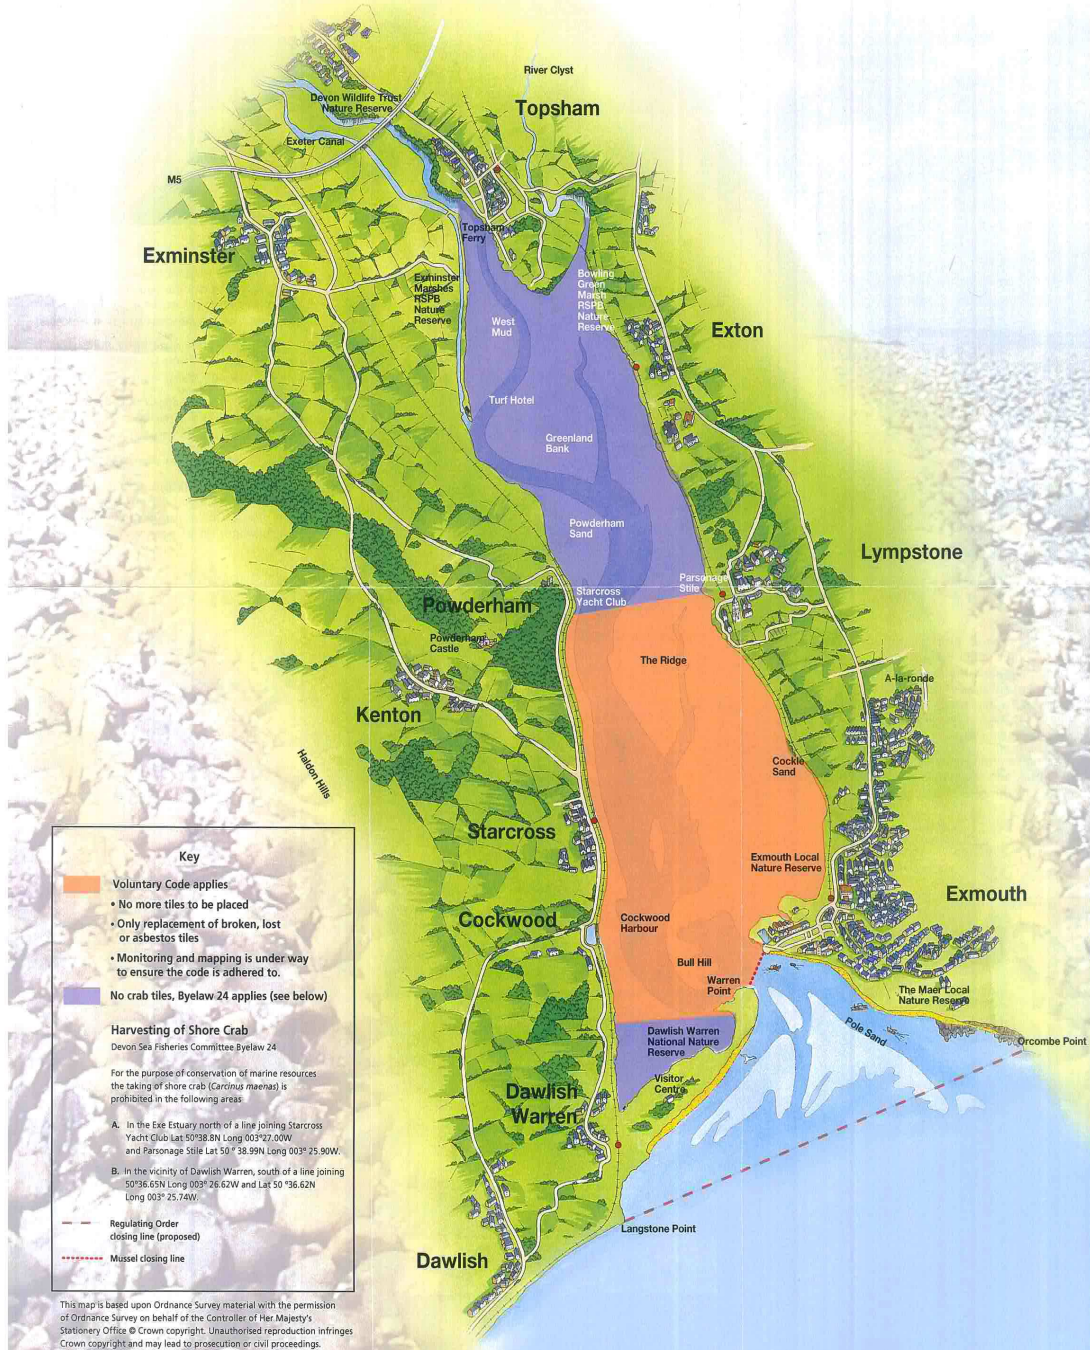 River Clyst
Topsham
Devon Wildlife Trust
Nature Reserve
Exeter Canal
M5
Topsham
Ferry
Exminster
Exminster
Marshes
RSPB
Nature
Reserve
Bowling
Green
Marsh
RSPB
Nature
Reserve
West
Mud
Exton
Turf Hotel
Greenland
Bank
Powderham
Sand
Lympstone
Parsonage
Stile
Starcross
Yacht Club
Powderham
Powderham
Castle
The Ridge
A-la-ronde
Kenton
Haldon Hills
Cockle
Sand
Starcross
Exmouth Local
Nature Reserve
Exmouth
Cockwood
Cockwood
Harbour
Bull Hill
Warren
Point
The Maer Local
Nature Reserve
Pole Sand
Orcombe Point
Dawlish Warren
National Nature
Reserve
Visitor
Centre
Dawlish
Warren
Langstone Point
Dawlish
Key
Voluntary Code applies
• No more tiles to be placed
• Only replacement of broken, lost
or asbestos tiles
• Monitoring and mapping is under way
to ensure the code is adhered to.
No crab tiles, Byelaw 24 applies (see below)
Harvesting of Shore Crab
Devon Sea Fisheries Committee Byelaw 24
For the purpose of conservation of marine resources
the taking of shore crab (Carcinus maenas) is
prohibited in the following areas
A. In the Exe Estuary north of a line joining Starcross
Yacht Club Lat 50°38.8N Long 003°27.00W
and Parsonage Stile Lat 50 ° 38.99N Long 003° 25.90W.
B. In the vicinity of Dawlish Warren, south of a line joining
50°36.65N Long 003° 26.62W and Lat 50 °36.62N
Long 003° 25.74W.
Regulating Order
closing line (proposed)
Mussel closing line
This map is based upon Ordnance Survey material with the permission
of Ordnance Survey on behalf of the Controller of Her Majesty's
Stationery Office © Crown copyright. Unauthorised reproduction infringes
Crown copyright and may lead to prosecution or civil proceedings.